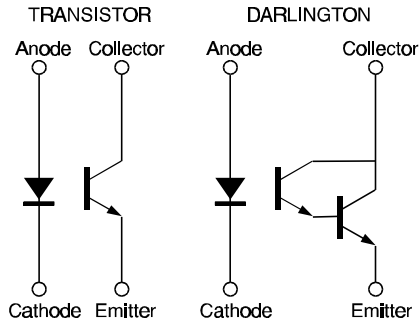 TRANSISTOR DARLINGTON
Anode Collector Anode Collector
Cathode Emitter Cathode Emitter